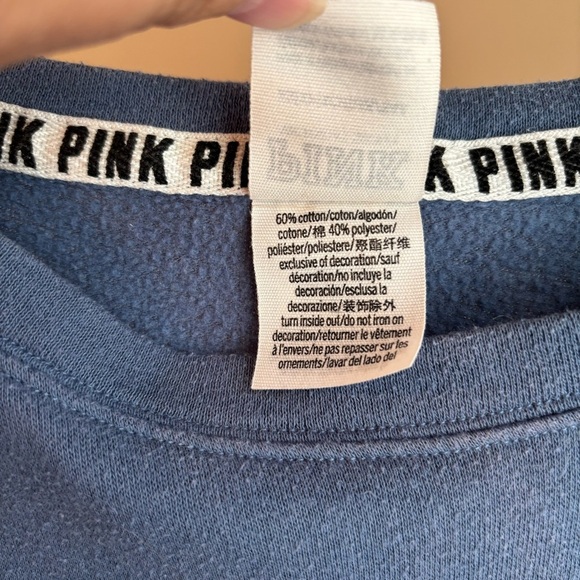 NK PINK PI K PINK
PINK
60% cotton/coton/algodón/
cotone/棉 40% polyester/
poliéster/poliestere/聚酯纤维
exclusive of decoration/sauf
décoration/no incluye la
decoración/esclusa la
decorazione/装饰除外
turn inside out/do not iron on
decoration/retourner le vêtement
à l'envers/ne pas repasser sur les
ornements/lavar del lado del